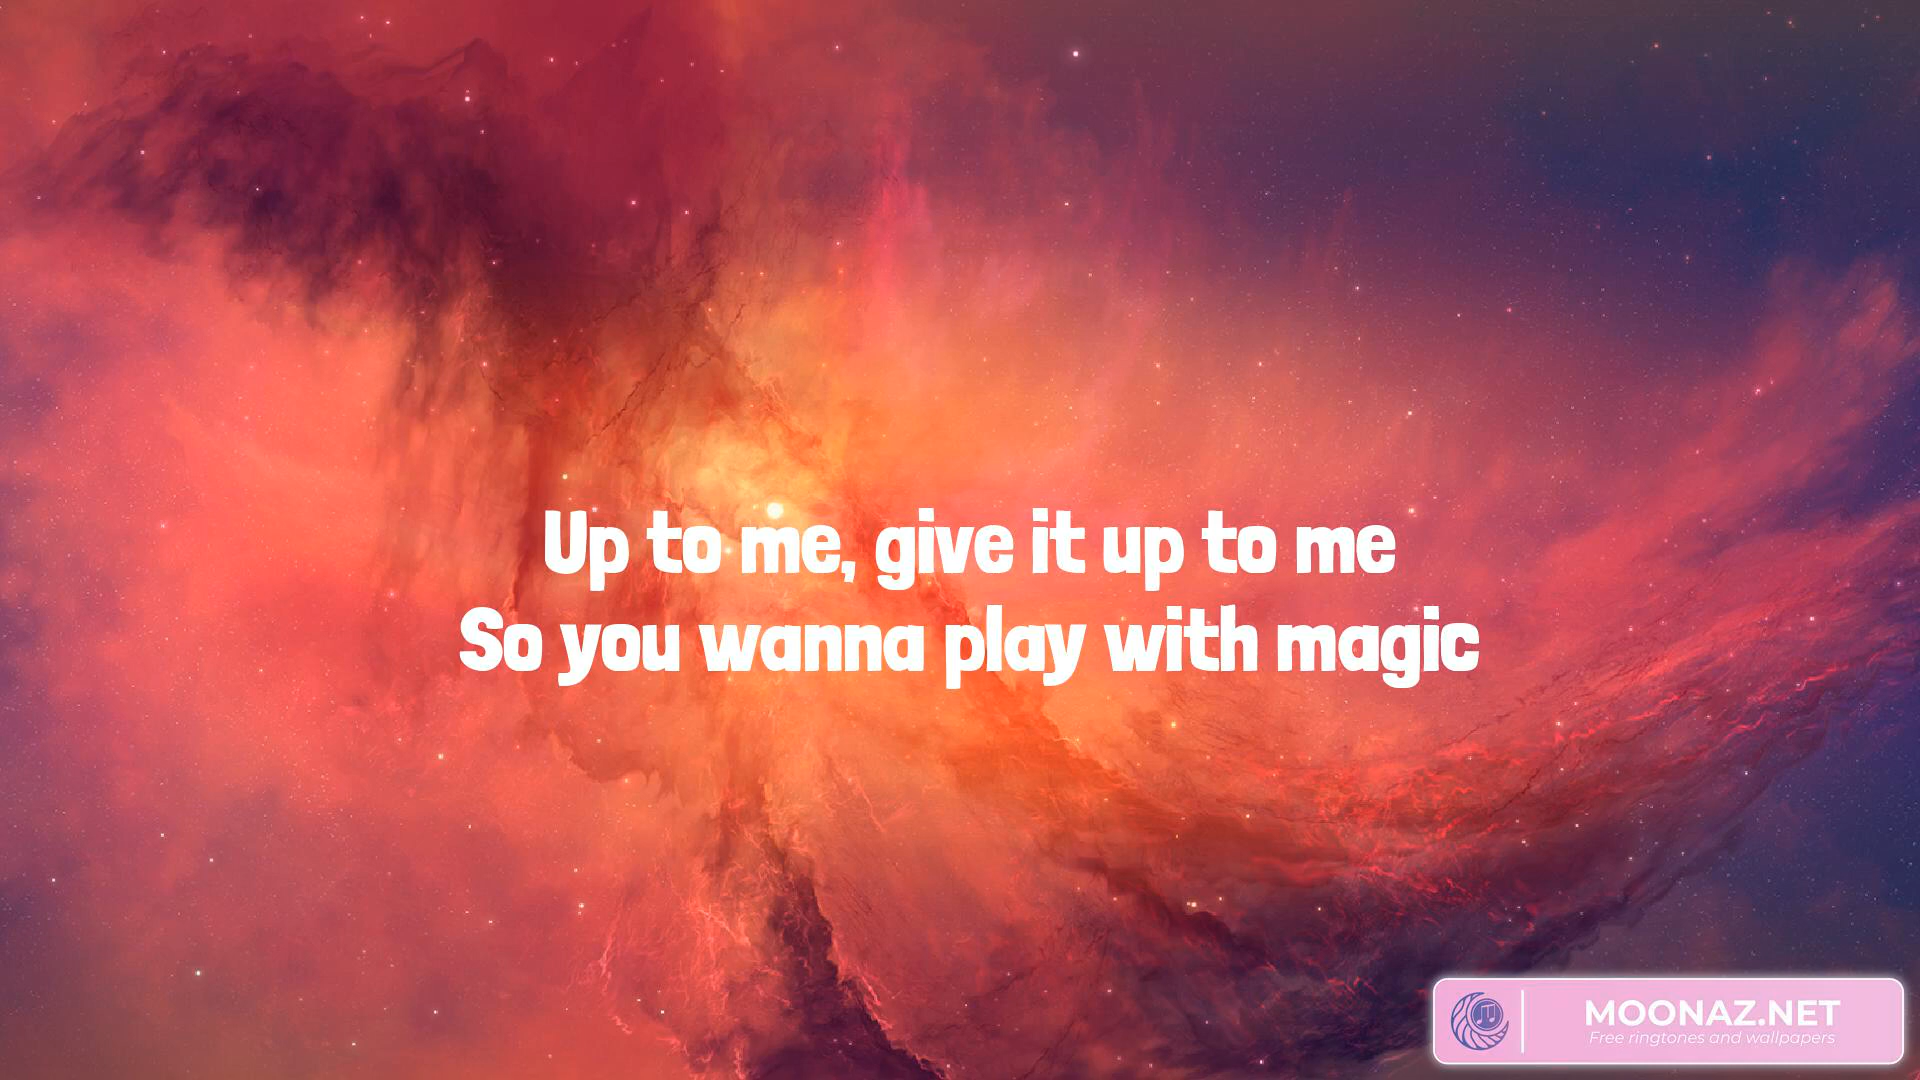 Up to me, give it up to me
So you wanna play with magic
MOONAZ.NET
Free ringtones and wallpapers